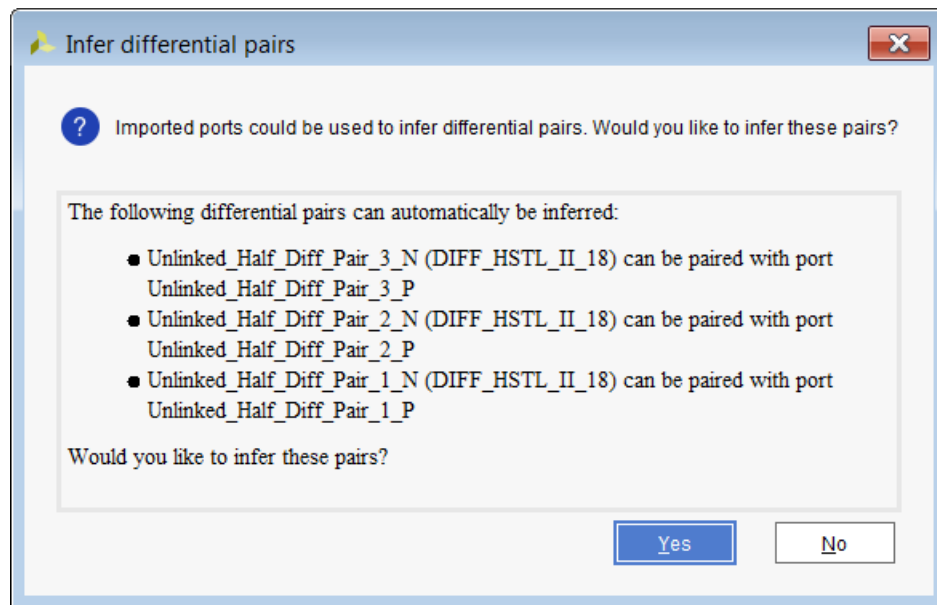 Infer differential pairs
Imported ports could be used to infer differential pairs. Would you like to infer these pairs?
The following differential pairs can automatically be inferred:
Unlinked_Half_Diff_Pair_3_N (DIFF_HSTL_II_18) can be paired with port
Unlinked_Half_Diff_Pair_3_P
Unlinked_Half_Diff_Pair_2_N (DIFF_HSTL_II_18) can be paired with port
Unlinked_Half_Diff_Pair_2_P
Unlinked_Half_Diff_Pair_1_N (DIFF_HSTL_II_18) can be paired with port
Unlinked_Half_Diff_Pair_1_P
Would you like to infer these pairs?
Yes
No